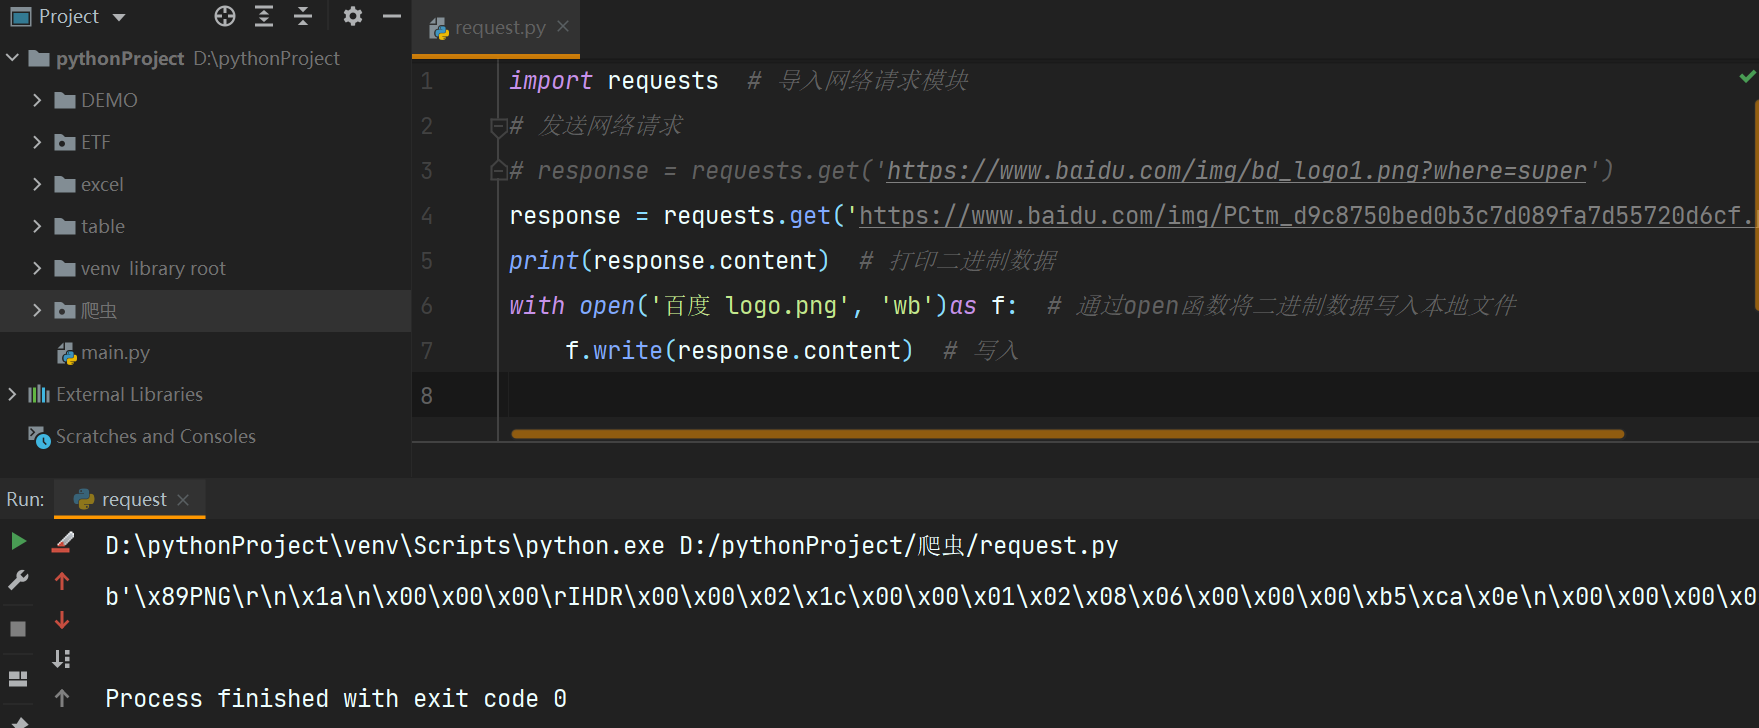 Project
request.py
pythonProject D:\pythonProject
DEMO
ETF
excel
table
venv library root
爬虫
main.py
External Libraries
Scratches and Consoles
1 import requests # 导入网络请求模块
2 # 发送网络请求
3 # response = requests.get('https://www.baidu.com/img/bd_logo1.png?where=super')
4 response = requests.get('https://www.baidu.com/img/PCtm_d9c8750bed0b3c7d089fa7d55720d6cf.
5 print(response.content) # 打印二进制数据
6 with open('百度 logo.png', 'wb')as f: # 通过open函数将二进制数据写入本地文件
7 f.write(response.content) # 写入
8
Run: request
D:\pythonProject\venv\Scripts\python.exe D:/pythonProject/爬虫/request.py
b'\x89PNG\r\n\x1a\n\x00\x00\x00\rIHDR\x00\x00\x02\x1c\x00\x00\x01\x02\x08\x06\x00\x00\x00\xb5\xca\x0e\n\x00\x00\x00\x0
Process finished with exit code 0